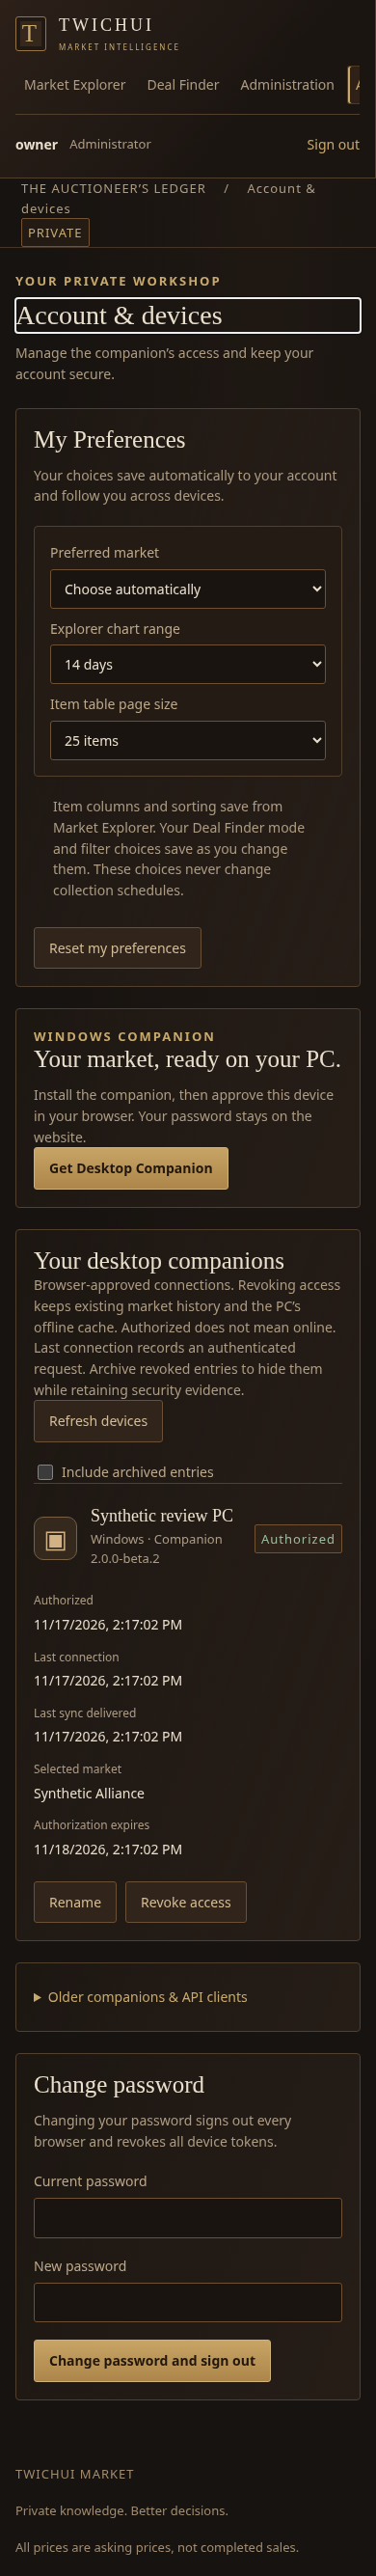 T
TWICHUI
MARKET INTELLIGENCE
Market Explorer Deal Finder Administration
owner Administrator Sign out
THE AUCTIONEER'S LEDGER / Account &
devices
PRIVATE
YOUR PRIVATE WORKSHOP
Account & devices
Manage the companion's access and keep your
account secure.
My Preferences
Your choices save automatically to your account
and follow you across devices.
Preferred market
Choose automatically
Explorer chart range
14 days
Item table page size
25 items
Item columns and sorting save from
Market Explorer. Your Deal Finder mode
and filter choices save as you change
them. These choices never change
collection schedules.
Reset my preferences
WINDOWS COMPANION
Your market, ready on your PC.
Install the companion, then approve this device
in your browser. Your password stays on the
website.
Get Desktop Companion
Your desktop companions
Browser-approved connections. Revoking access
keeps existing market history and the PC's
offline cache. Authorized does not mean online.
Last connection records an authenticated
request. Archive revoked entries to hide them
while retaining security evidence.
Refresh devices
Include archived entries
Synthetic review PC
Windows · Companion
2.0.0-beta.2
Authorized
Authorized
11/17/2026, 2:17:02 PM
Last connection
11/17/2026, 2:17:02 PM
Last sync delivered
11/17/2026, 2:17:02 PM
Selected market
Synthetic Alliance
Authorization expires
11/18/2026, 2:17:02 PM
Rename Revoke access
Older companions & API clients
Change password
Changing your password signs out every
browser and revokes all device tokens.
Current password
New password
Change password and sign out
TWICHUI MARKET
Private knowledge. Better decisions.
All prices are asking prices, not completed sales.